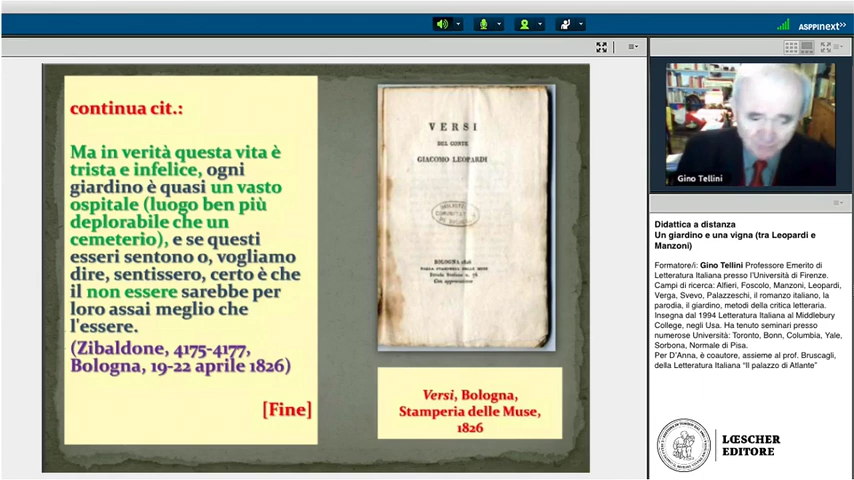 ASPPInext>>
continua cit.:
Ma in verità questa vita è
trista e infelice, ogni
giardino è quasi un vasto
ospitale (luogo ben più
deplorabile che un
cemeterio), e se questi
esseri sentono o, vogliamo
dire, sentissero, certo è che
il non essere sarebbe per
loro assai meglio che
l'essere.
(Zibaldone, 4175-4177,
Bologna, 19-22 aprile 1826)
[Fine]
VERSI
DEL CONTE
GIACOMO LEOPARDI
BOLOGNA 1826
Versi, Bologna,
Stamperia delle Muse,
1826
Gino Tellini
Didattica a distanza
Un giardino e una vigna (tra Leopardi e
Manzoni)
Formatore/i: Gino Tellini Professore Emerito di
Letteratura Italiana presso l'Università di Firenze.
Campi di ricerca: Alfieri, Foscolo, Manzoni, Leopardi,
Verga, Svevo, Palazzeschi, il romanzo italiano, la
parodia, il giardino, metodi della critica letteraria.
Insegna dal 1994 Letteratura Italiana al Middlebury
College, negli Usa. Ha tenuto seminari presso
numerose Università: Toronto, Bonn, Columbia, Yale,
Sorbona, Normale di Pisa.
Per D'Anna, è coautore, assieme al prof. Bruscagli,
della Letteratura Italiana "Il palazzo di Atlante"
LŒSCHER
EDITORE